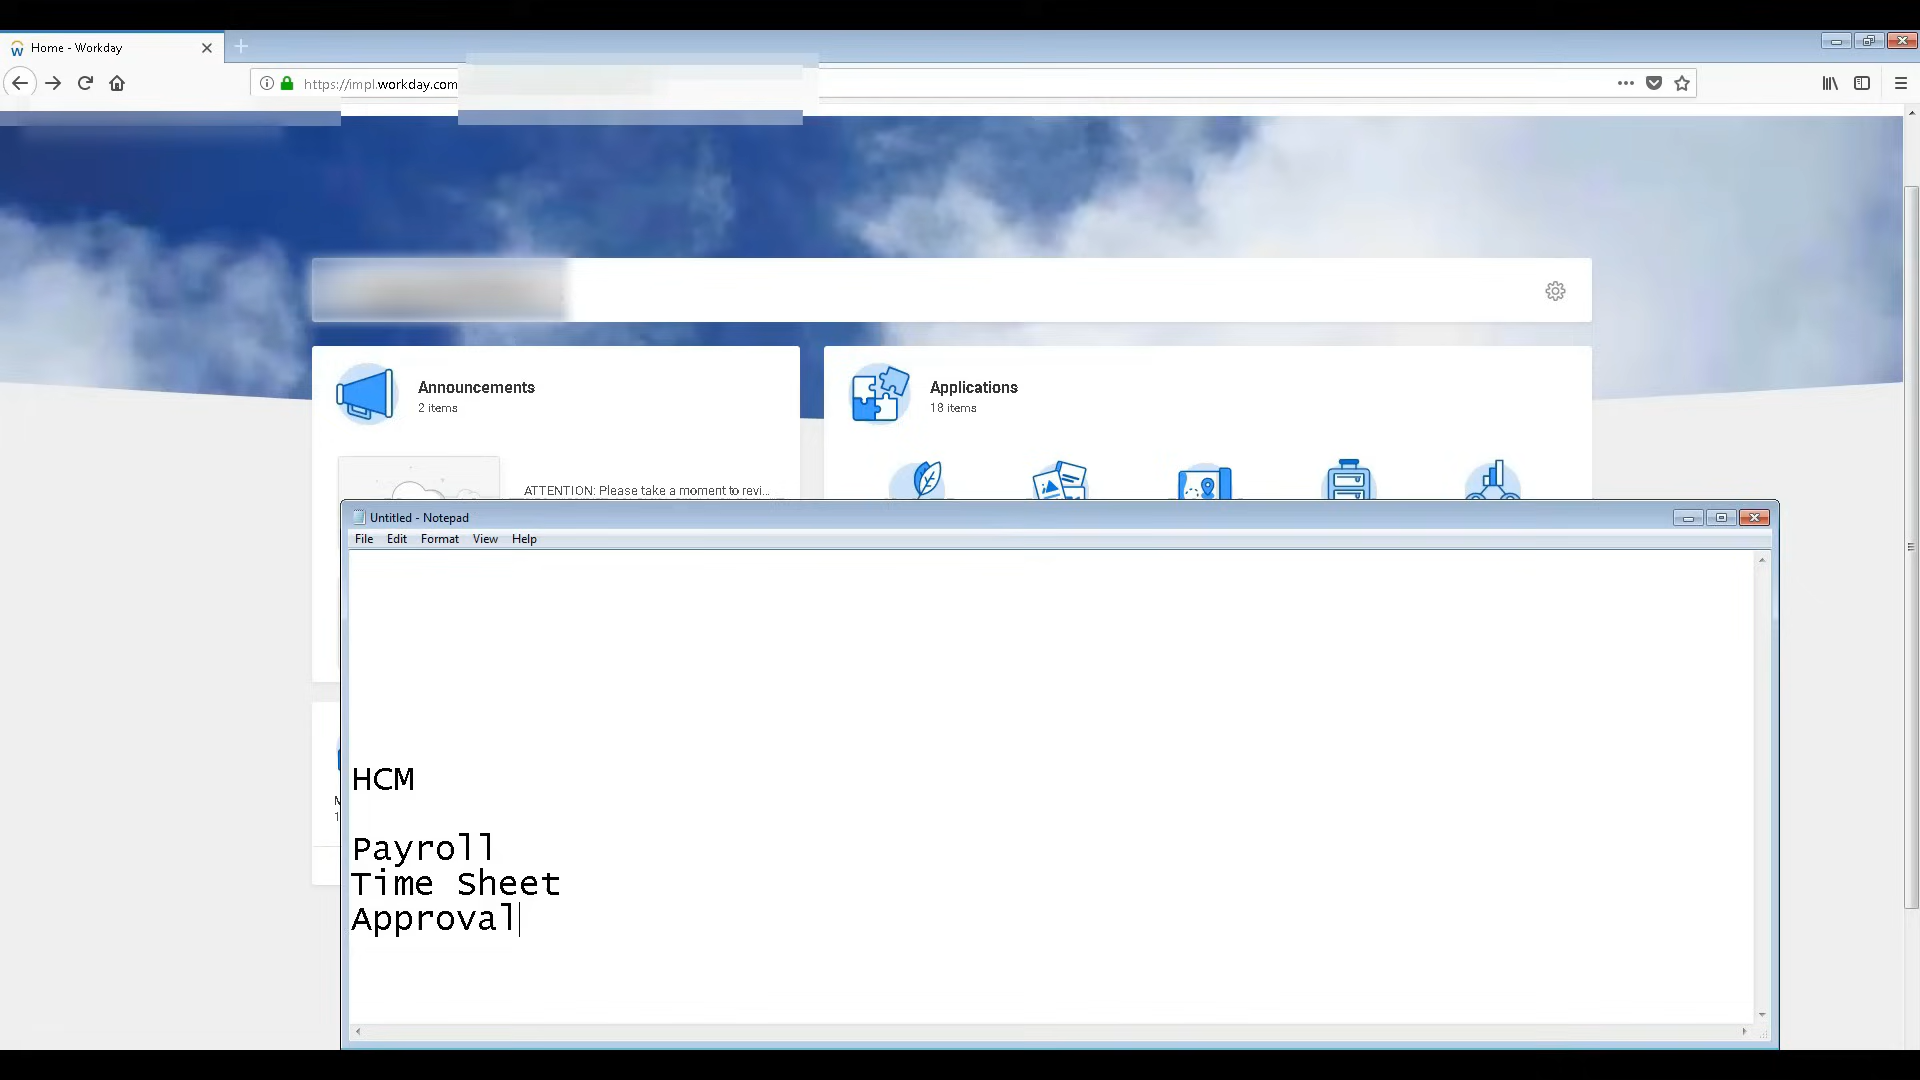 Home - Workday
https://impl.workday.com
Announcements
2 items
Applications
18 items
ATTENTION: Please take a moment to revi...
Untitled - Notepad
File Edit Format View Help
HCM
Payroll
Time Sheet
Approval